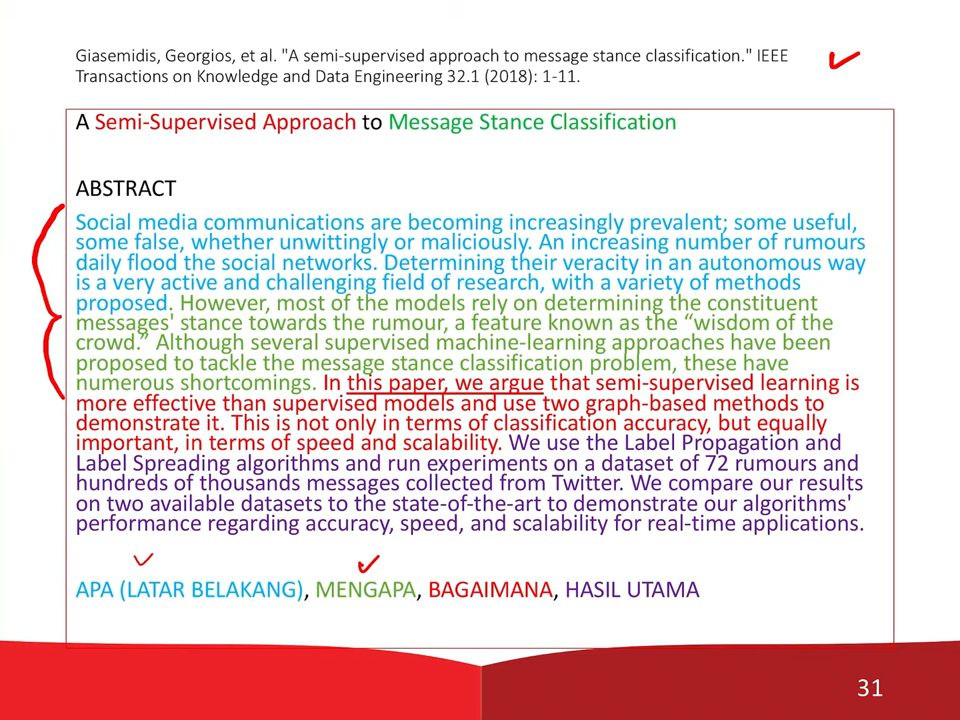 Giasemidis, Georgios, et al. "A semi-supervised approach to message stance classification." IEEE
Transactions on Knowledge and Data Engineering 32.1 (2018): 1-11.
A Semi-Supervised Approach to Message Stance Classification
ABSTRACT
Social media communications are becoming increasingly prevalent; some useful,
some false, whether unwittingly or maliciously. An increasing number of rumours
daily flood the social networks. Determining their veracity in an autonomous way
is a very active and challenging field of research, with a variety of methods
proposed. However, most of the models rely on determining the constituent
messages' stance towards the rumour, a feature known as the “wisdom of the
crowd.” Although several supervised machine-learning approaches have been
proposed to tackle the message stance classification problem, these have
numerous shortcomings. In this paper, we argue that semi-supervised learning is
more effective than supervised models and use two graph-based methods to
demonstrate it. This is not only in terms of classification accuracy, but equally
important, in terms of speed and scalability. We use the Label Propagation and
Label Spreading algorithms and run experiments on a dataset of 72 rumours and
hundreds of thousands messages collected from Twitter. We compare our results
on two available datasets to the state-of-the-art to demonstrate our algorithms'
performance regarding accuracy, speed, and scalability for real-time applications.
APA (LATAR BELAKANG), MENGAPA, BAGAIMANA, HASIL UTAMA
31